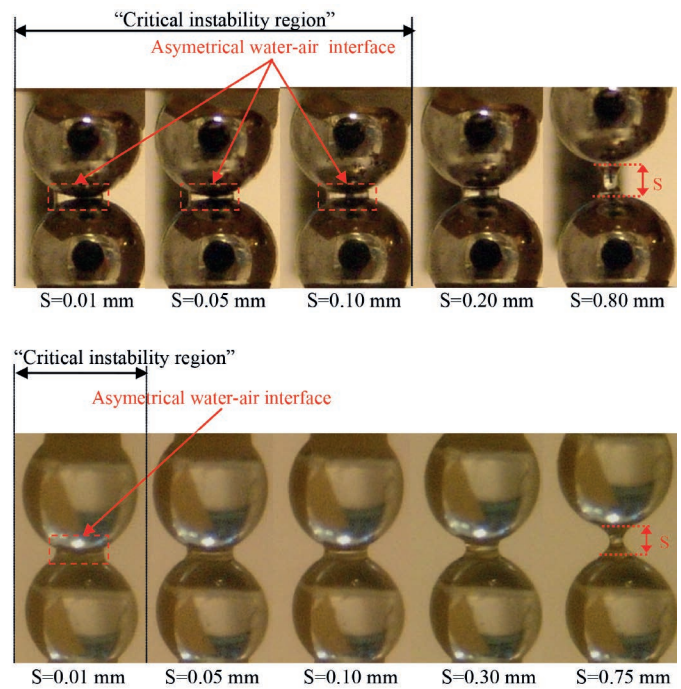 “Critical instability region”
Asymetrical water-air interface
S
S=0.01 mm S=0.05 mm S=0.10 mm S=0.20 mm S=0.80 mm
“Critical instability region”
Asymetrical water-air interface
S
S=0.01 mm S=0.05 mm S=0.10 mm S=0.30 mm S=0.75 mm